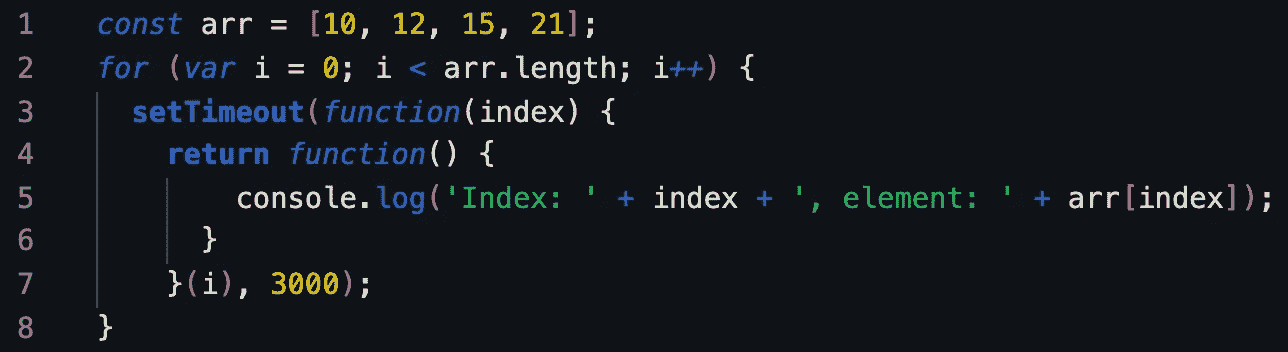 1 const arr = [10, 12, 15, 21];
2 for (var i = 0; i < arr.length; i++) {
3 setTimeout(function(index) {
4 return function() {
5 console.log('Index: ' + index + ', element: ' + arr[index]);
6 }
7 }(i), 3000);
8 }